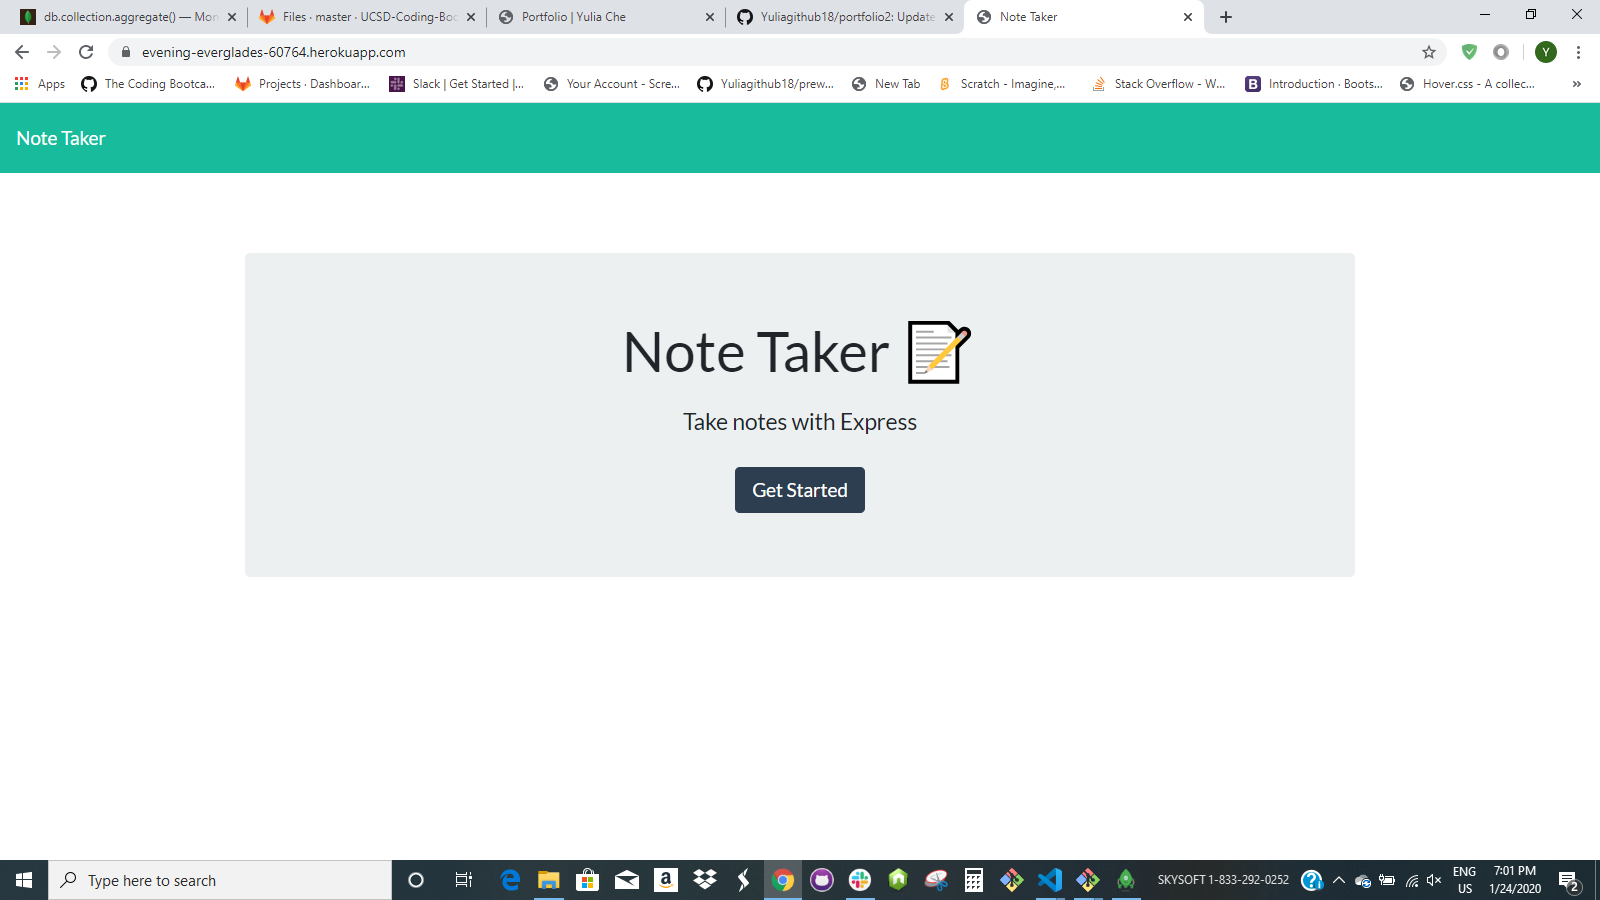 db.collection.aggregate() — Mon
Files · master · UCSD-Coding-Boo
Portfolio | Yulia Che
Yuliagithub18/portfolio2: Update
Note Taker
evening-everglades-60764.herokuapp.com
Y
Apps
The Coding Bootca...
Projects · Dashboar...
Slack | Get Started |...
Your Account - Scre...
Yuliagithub18/prew...
New Tab
Scratch - Imagine,...
Stack Overflow - W...
B
Introduction · Boots...
Hover.css - A collec...
»
Note Taker
Note Taker
Take notes with Express
Get Started
Type here to search
SKYSOFT 1-833-292-0252
ENG
US
7:01 PM
1/24/2020
2